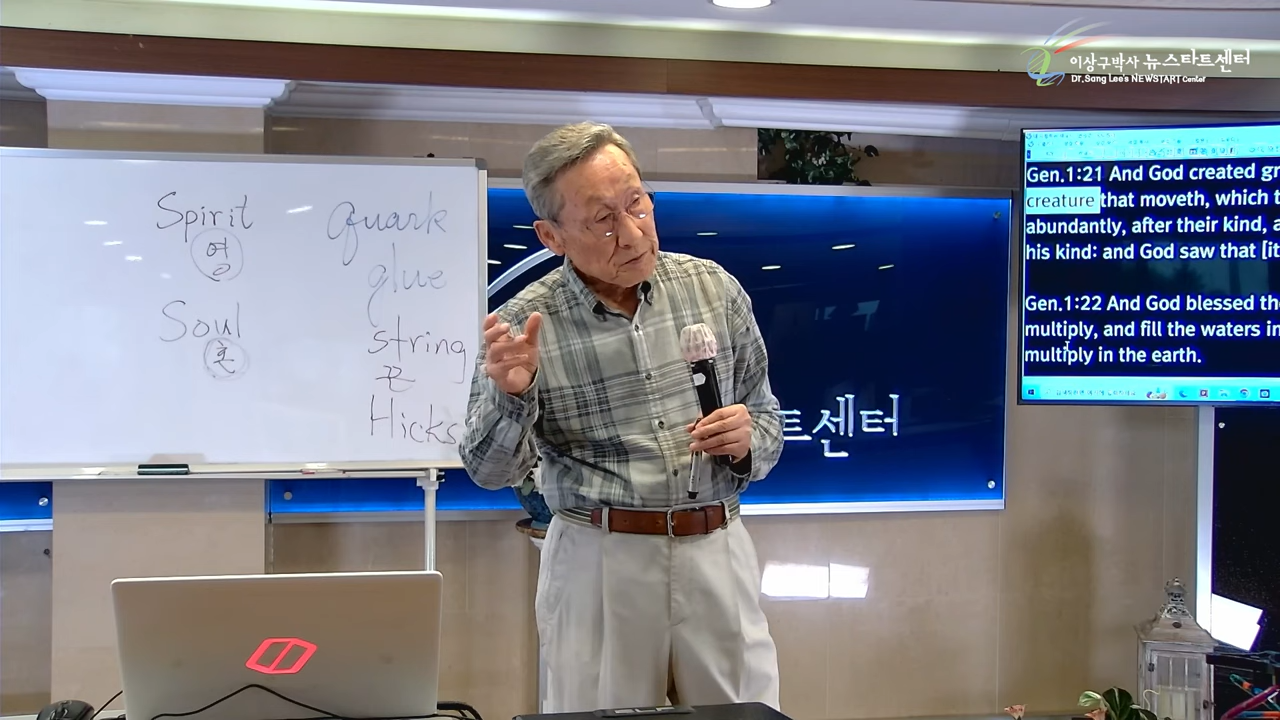 이상구박사 뉴스타트센터
Dr.Sang Lee's NEWSTART Center
Spirit
영
Soul
혼
quark
glue
string
끈
Hicks
트센터
Gen.1:21 And God created gr
creature that moveth, which t
abundantly, after their kind, a
his kind: and God saw that [it
Gen.1:22 And God blessed the
multiply, and fill the waters in
multiply in the earth.